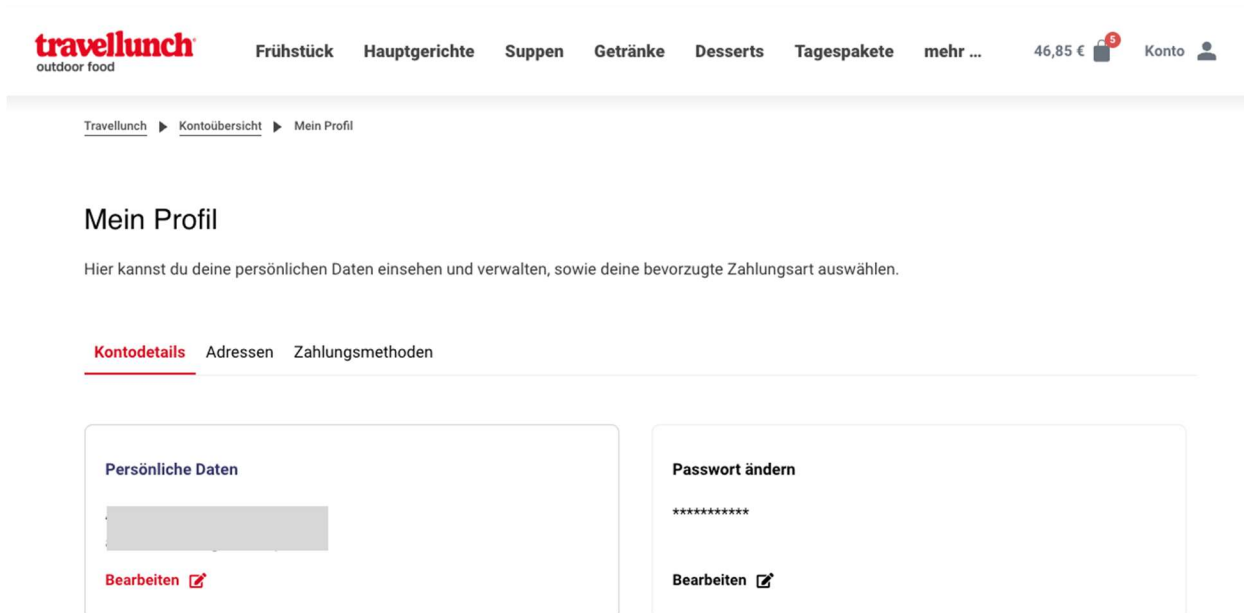 travellunch
outdoor food
Frühstück Hauptgerichte Suppen Getränke Desserts Tagespakete mehr ... 46,85 € 5 Konto
Travellunch Kontoübersicht Mein Profil
Mein Profil
Hier kannst du deine persönlichen Daten einsehen und verwalten, sowie deine bevorzugte Zahlungsart auswählen.
Kontodetails Adressen Zahlungsmethoden
Persönliche Daten
Bearbeiten
Passwort ändern
***********
Bearbeiten